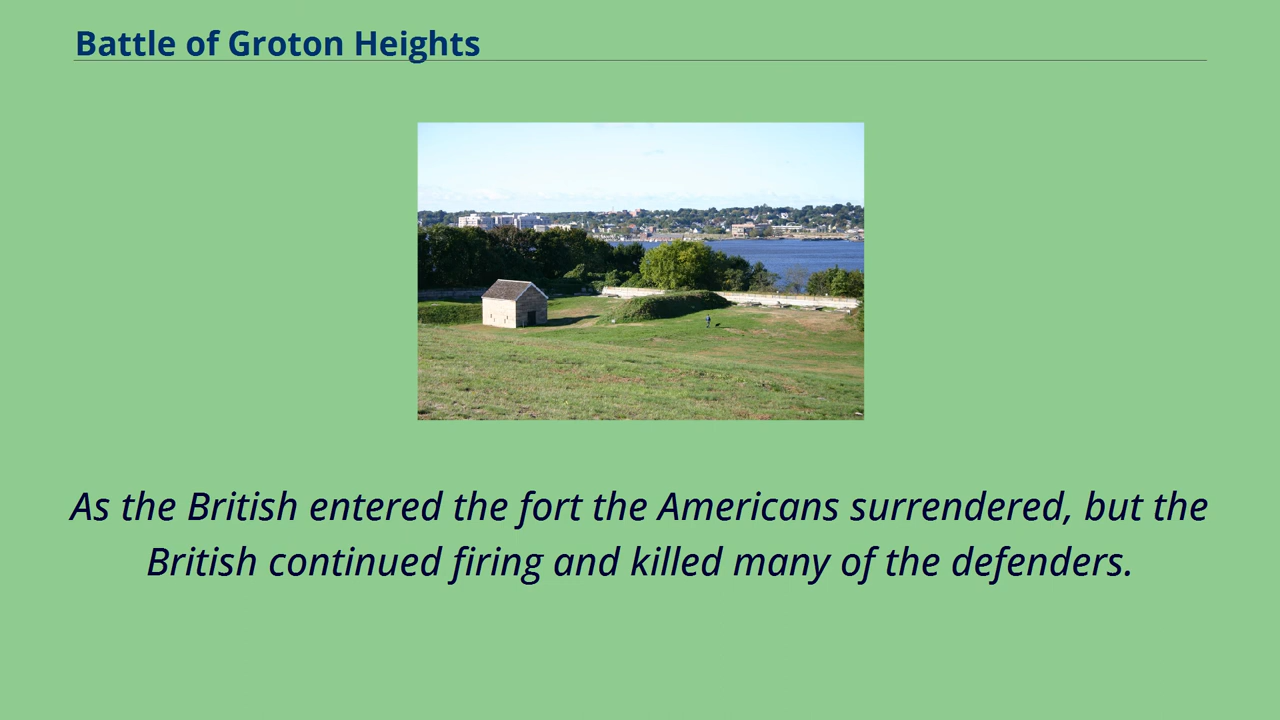 Battle of Groton Heights
As the British entered the fort the Americans surrendered, but the
British continued firing and killed many of the defenders.